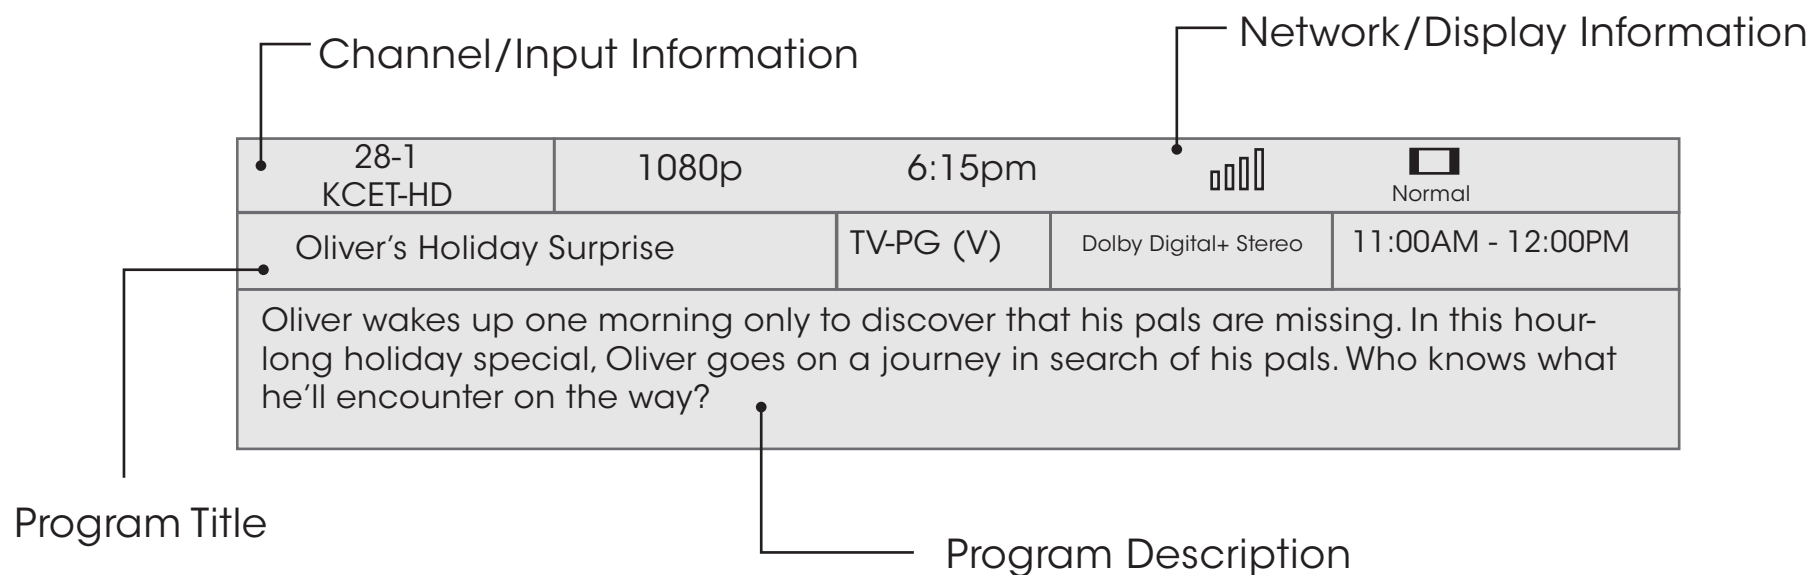 Channel/Input Information
Network/Display Information
28-1
KCET-HD
1080p
6:15pm
Normal
Oliver’s Holiday Surprise
TV-PG (V)
Dolby Digital+ Stereo
11:00AM - 12:00PM
Oliver wakes up one morning only to discover that his pals are missing. In this hour-
long holiday special, Oliver goes on a journey in search of his pals. Who knows what
he’ll encounter on the way?
Program Title
Program Description